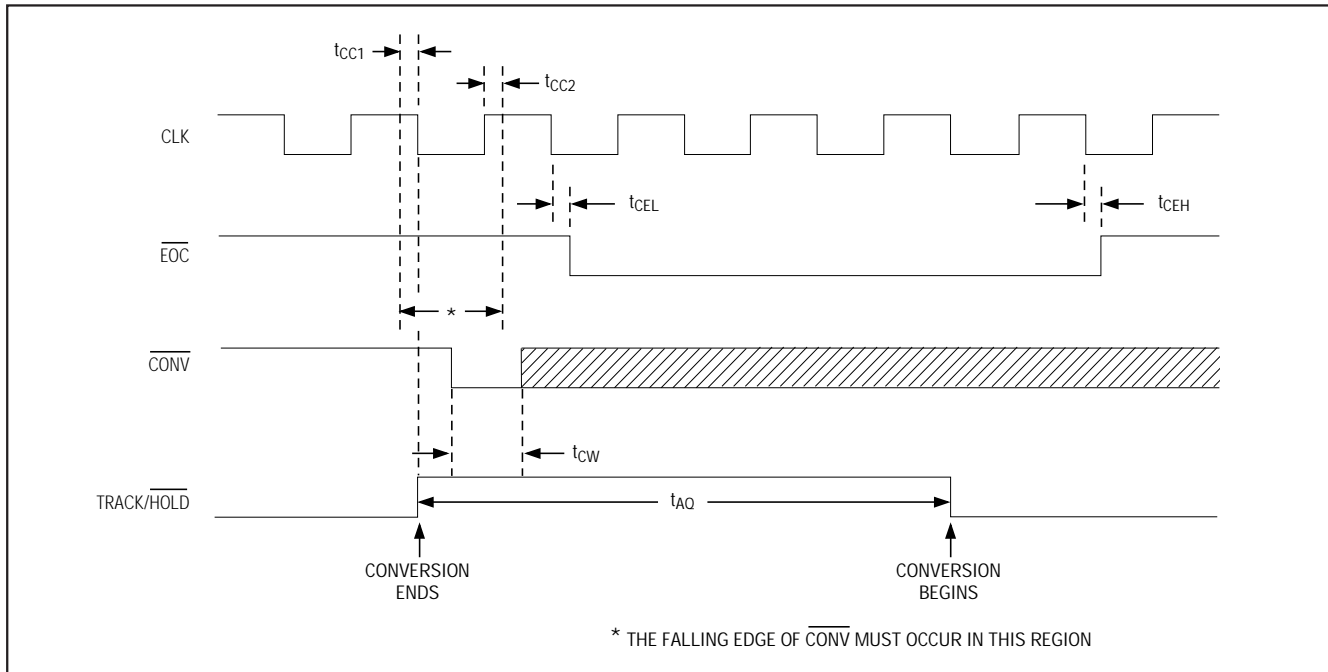 tCC1
tCC2
CLK
tCEL
tCEH
EOC
*
CONV
tCW
TRACK/HOLD
tAQ
CONVERSION
ENDS
CONVERSION
BEGINS
* THE FALLING EDGE OF CONV MUST OCCUR IN THIS REGION